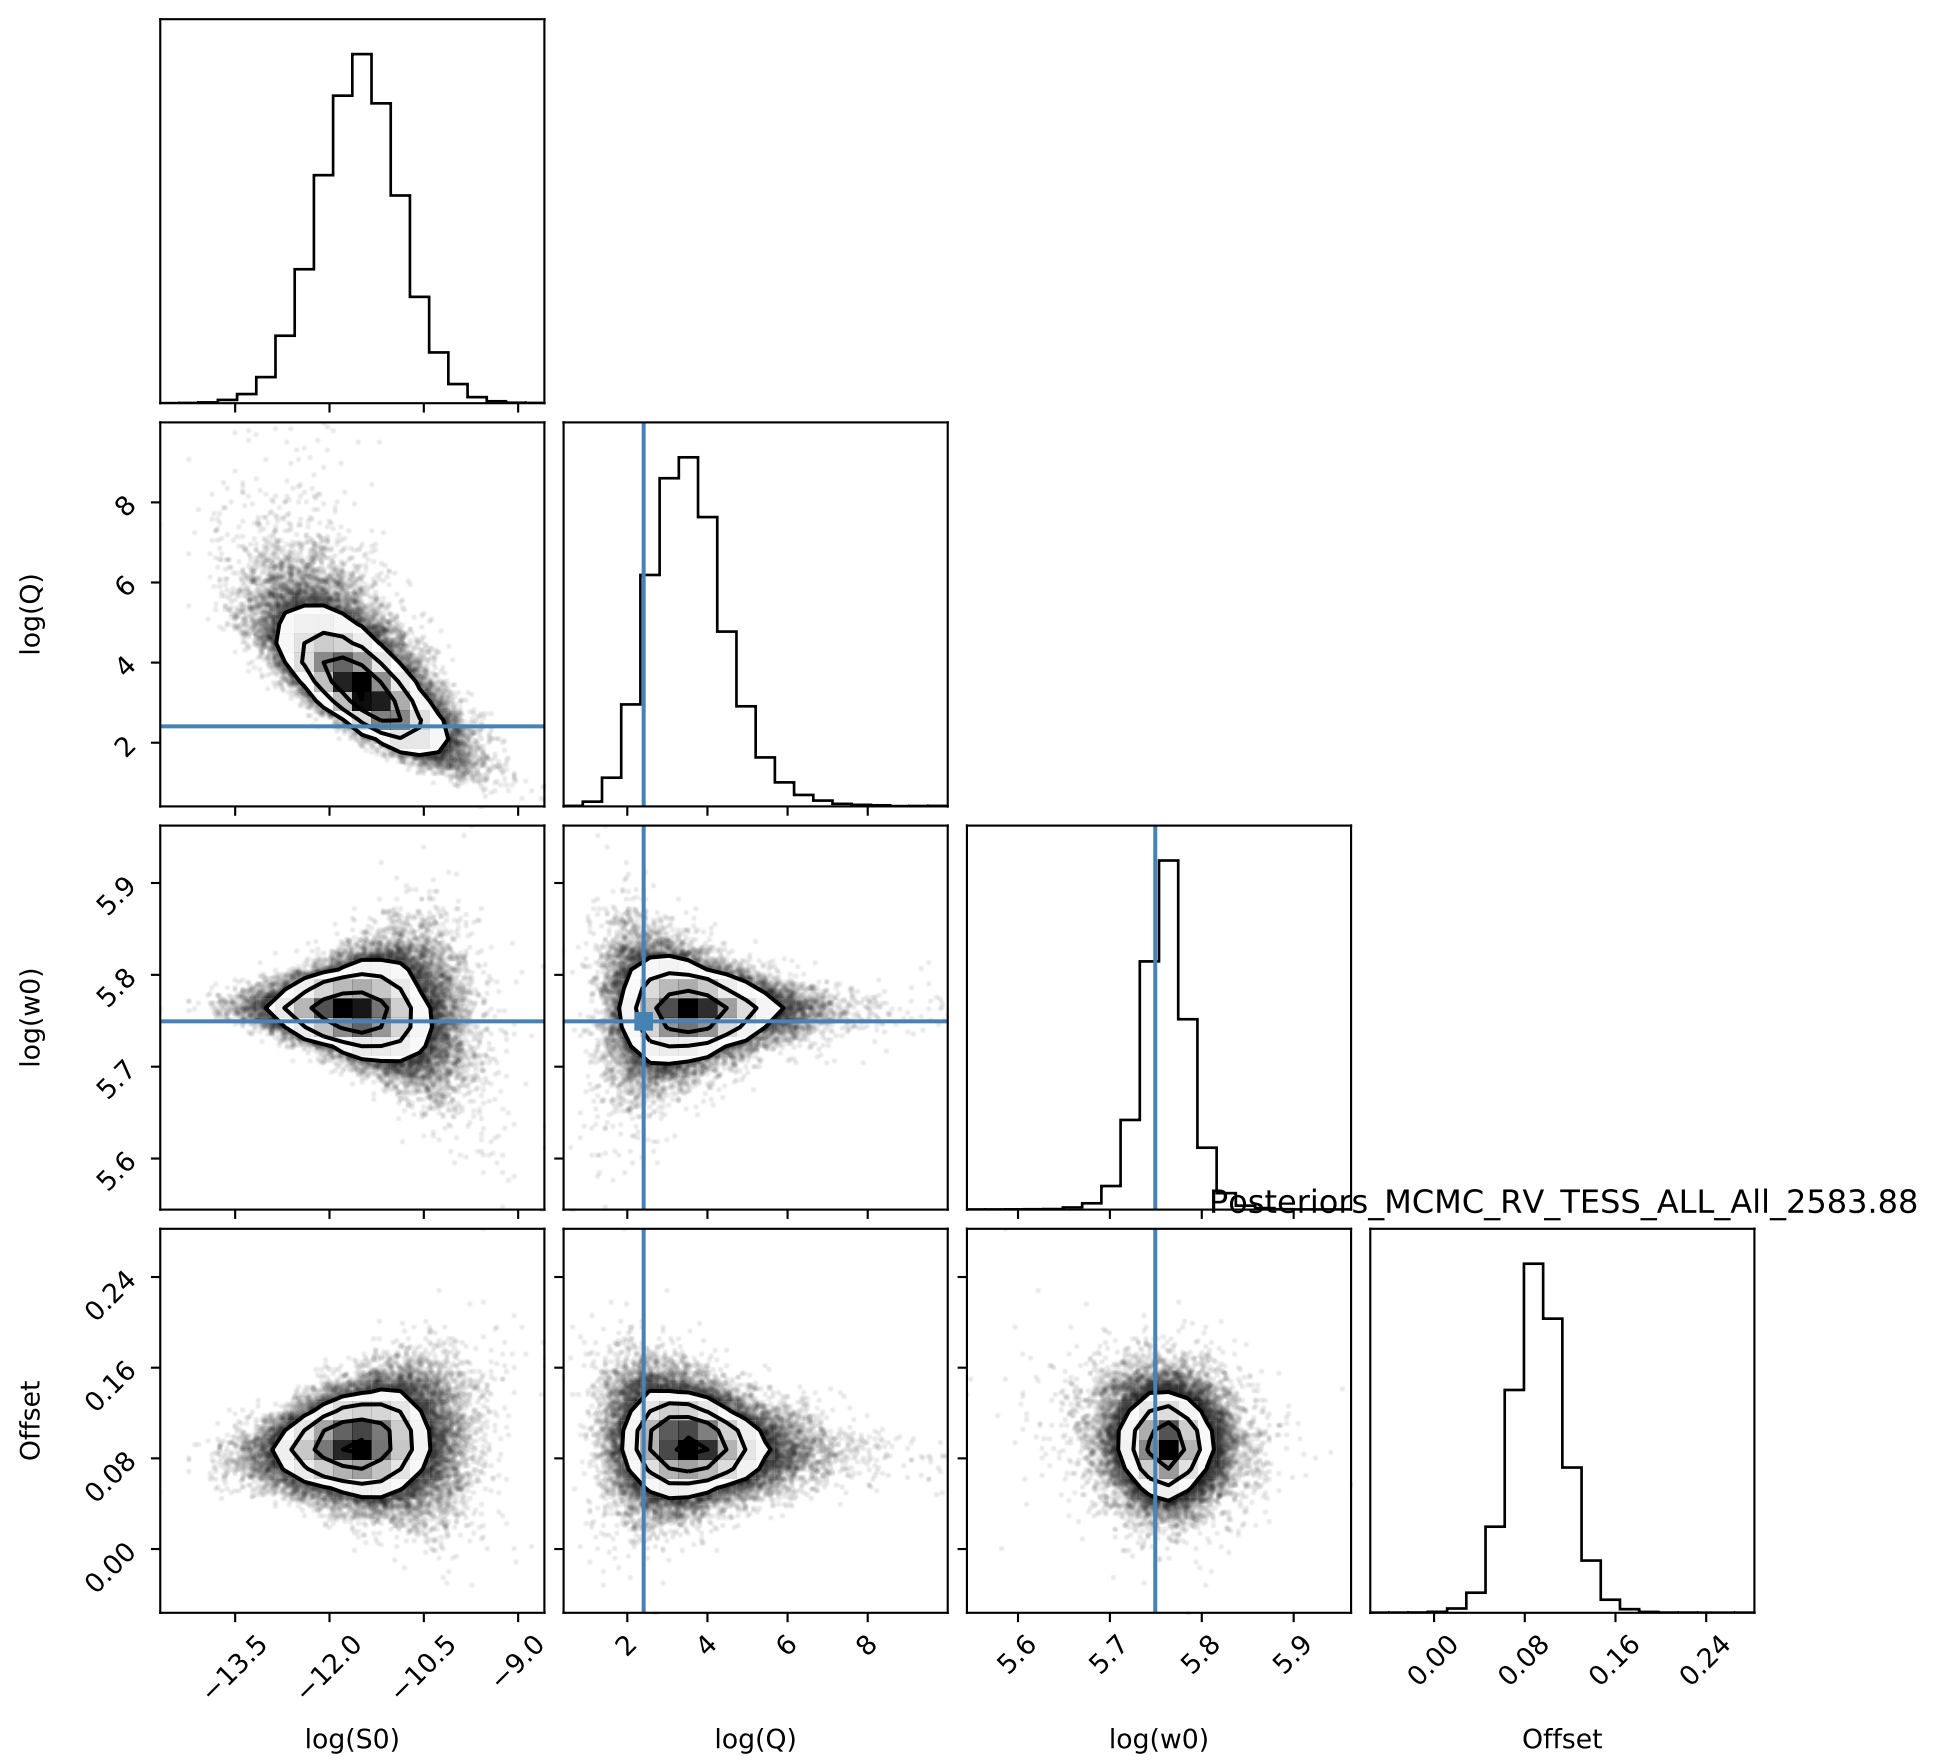 log(Q)
8
6
4
2
log(w0)
5.9
5.8
5.7
5.6
Posteriors_MCMC_RV_TESS_ALL_All_2583.88
Offset
0.24
0.16
0.08
0.00
−13.5 −12.0 −10.5 −9.0
2 4 6 8
5.6 5.7 5.8 5.9
0.00 0.08 0.16 0.24
log(S0) log(Q) log(w0) Offset